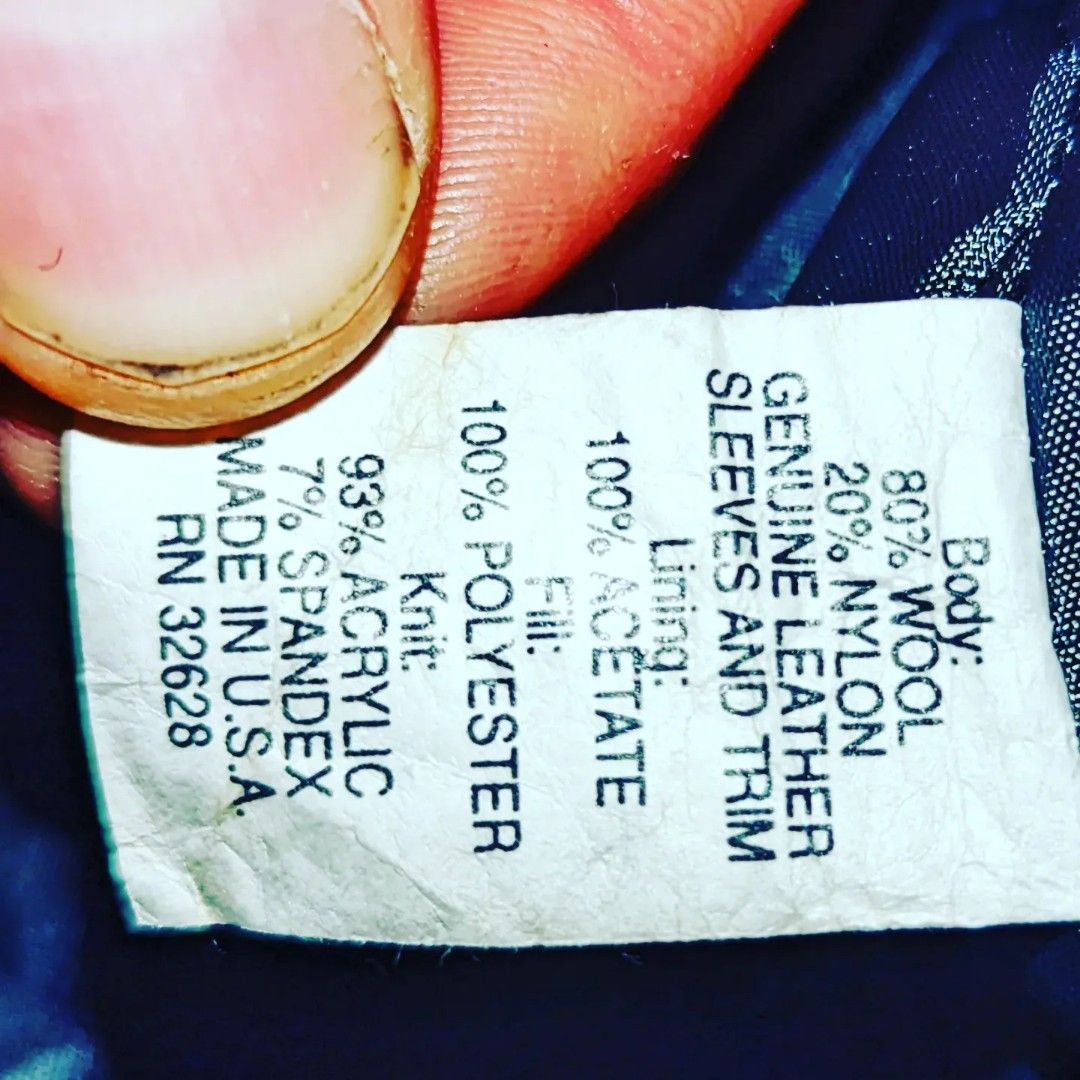 Body:
80% WOOL
20% NYLON
GENUINE LEATHER
SLEEVES AND TRIM
Lining:
100% ACETATE
Fill:
100% POLYESTER
Knit:
93% ACRYLIC
7% SPANDEX
MADE IN U.S.A.
RN 32628